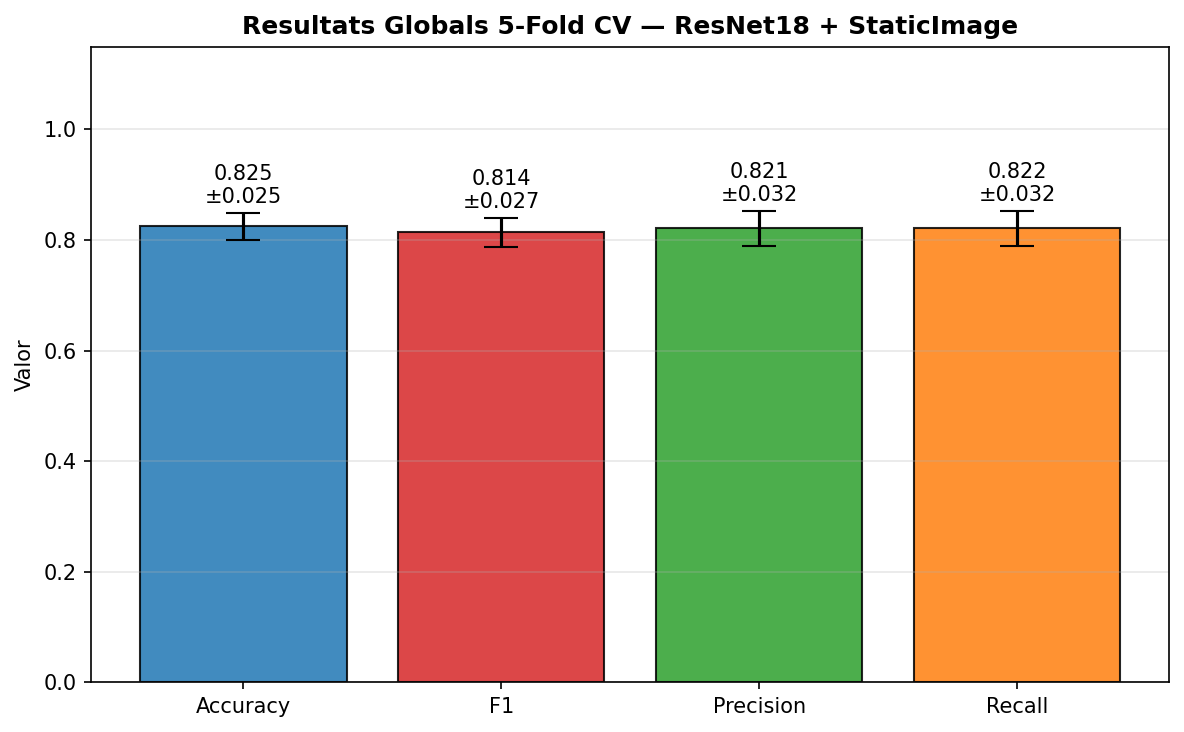 Resultats Globals 5-Fold CV — ResNet18 + StaticImage
Valor
1.0
0.8
0.6
0.4
0.2
0.0
0.825
±0.025
0.814
±0.027
0.821
±0.032
0.822
±0.032
Accuracy
F1
Precision
Recall